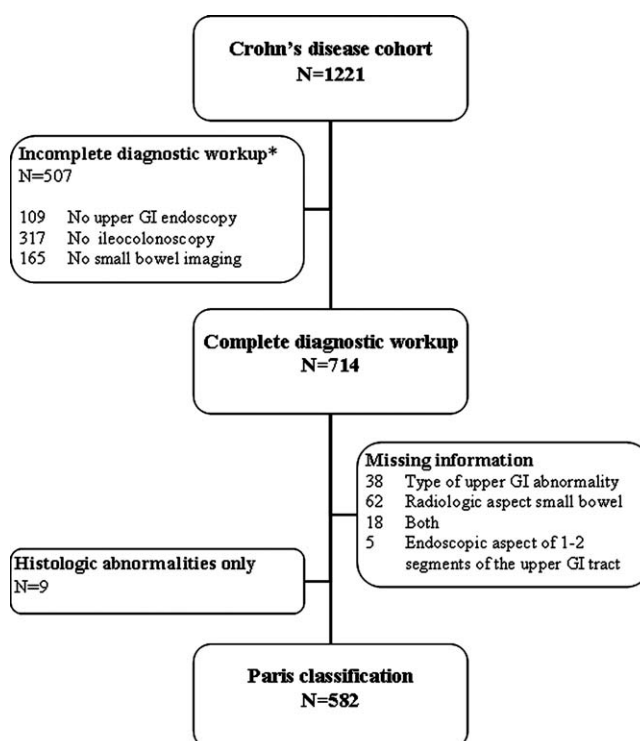 Crohn's disease cohort
N=1221
Incomplete diagnostic workup*
N=507
109 No upper GI endoscopy
317 No ileocolonoscopy
165 No small bowel imaging
Complete diagnostic workup
N=714
Missing information
38 Type of upper GI abnormality
62 Radiologic aspect small bowel
18 Both
5 Endoscopic aspect of 1-2
segments of the upper GI tract
Histologic abnormalities only
N=9
Paris classification
N=582